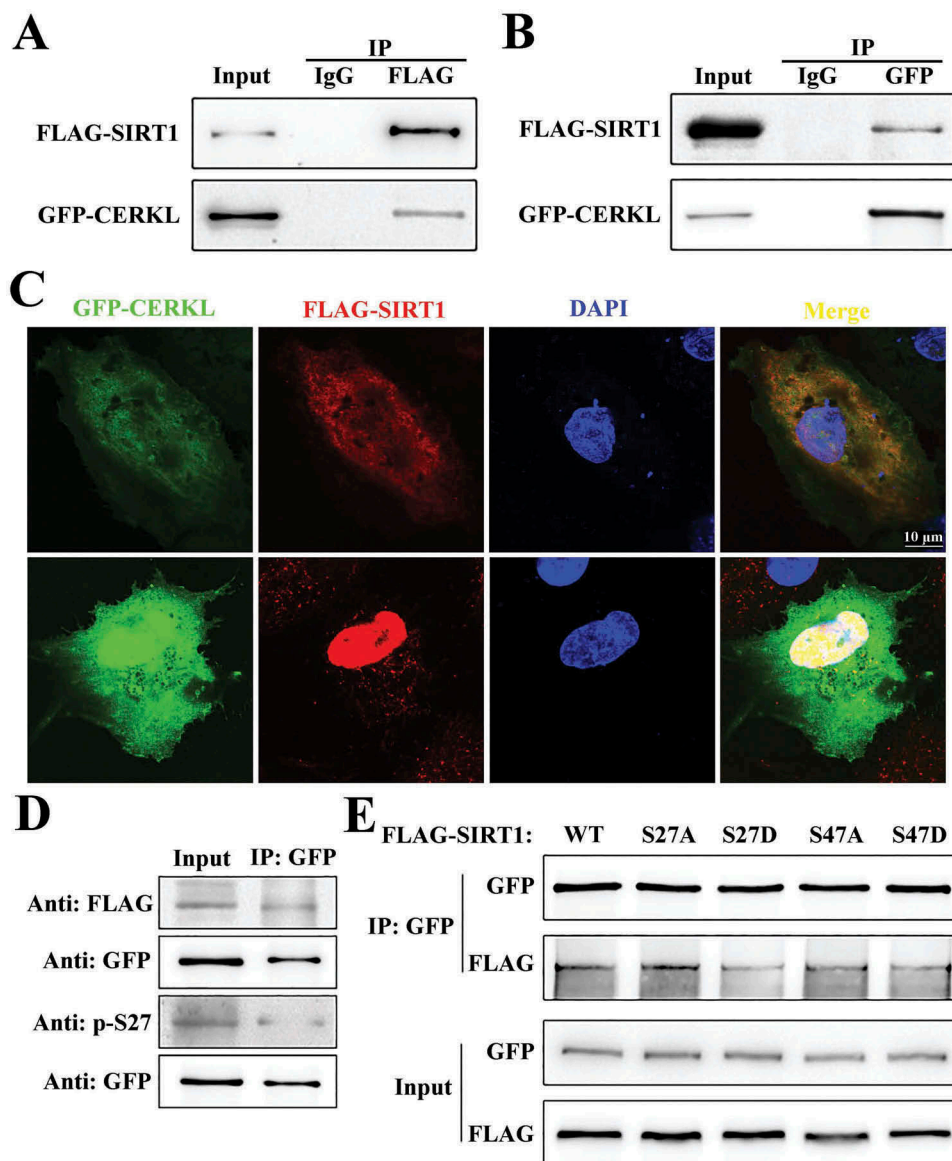 A
IP
Input IgG FLAG
FLAG-SIRT1
GFP-CERKL
B
IP
Input IgG GFP
FLAG-SIRT1
GFP-CERKL
C
GFP-CERKL FLAG-SIRT1 DAPI Merge
10 µm
D
Input IP: GFP
Anti: FLAG
Anti: GFP
Anti: p-S27
Anti: GFP
E
FLAG-SIRT1: WT S27A S27D S47A S47D
IP: GFP
GFP
FLAG
Input
GFP
FLAG